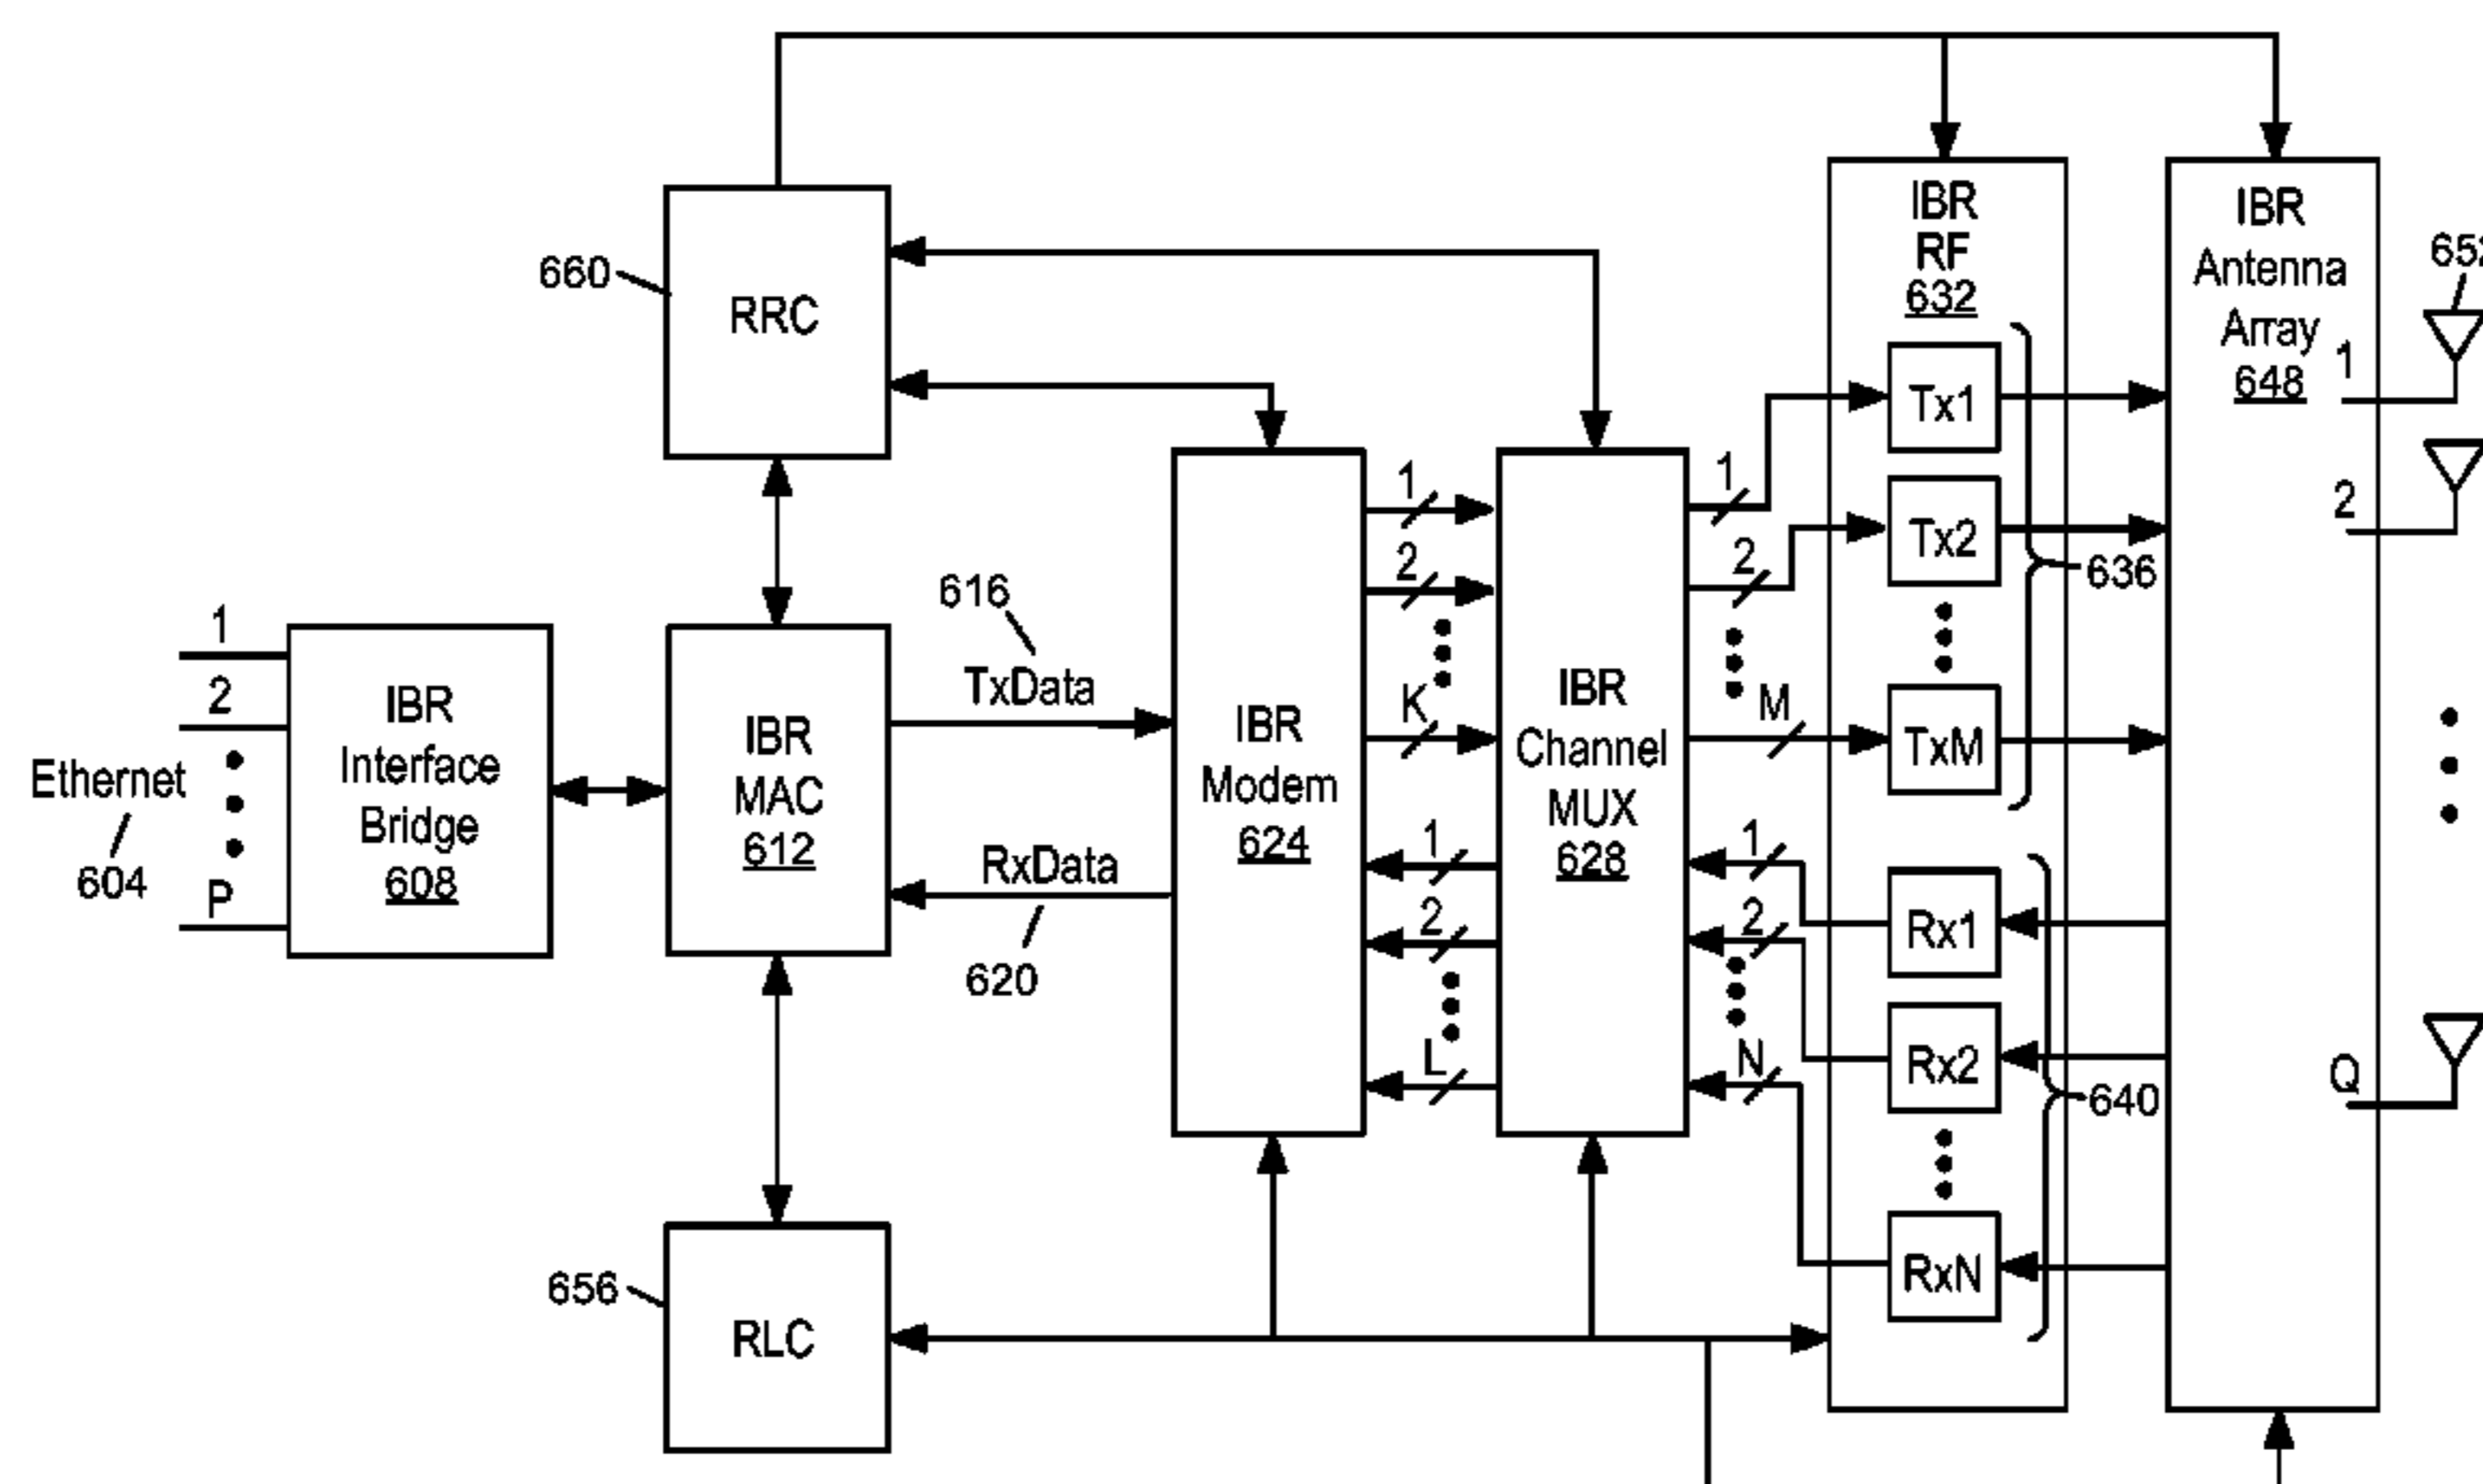 660
RRC
IBR
RF
632
IBR
Antenna
Array
648
1
2
Q
Tx1
Tx2
TxM
636
Rx1
Rx2
RxN
640
Ethernet
604
1
2
P
IBR
Interface
Bridge
608
IBR
MAC
612
616
TxData
RxData
620
IBR
Modem
624
1
2
K
1
2
L
IBR
Channel
MUX
628
1
2
M
1
2
N
656
RLC